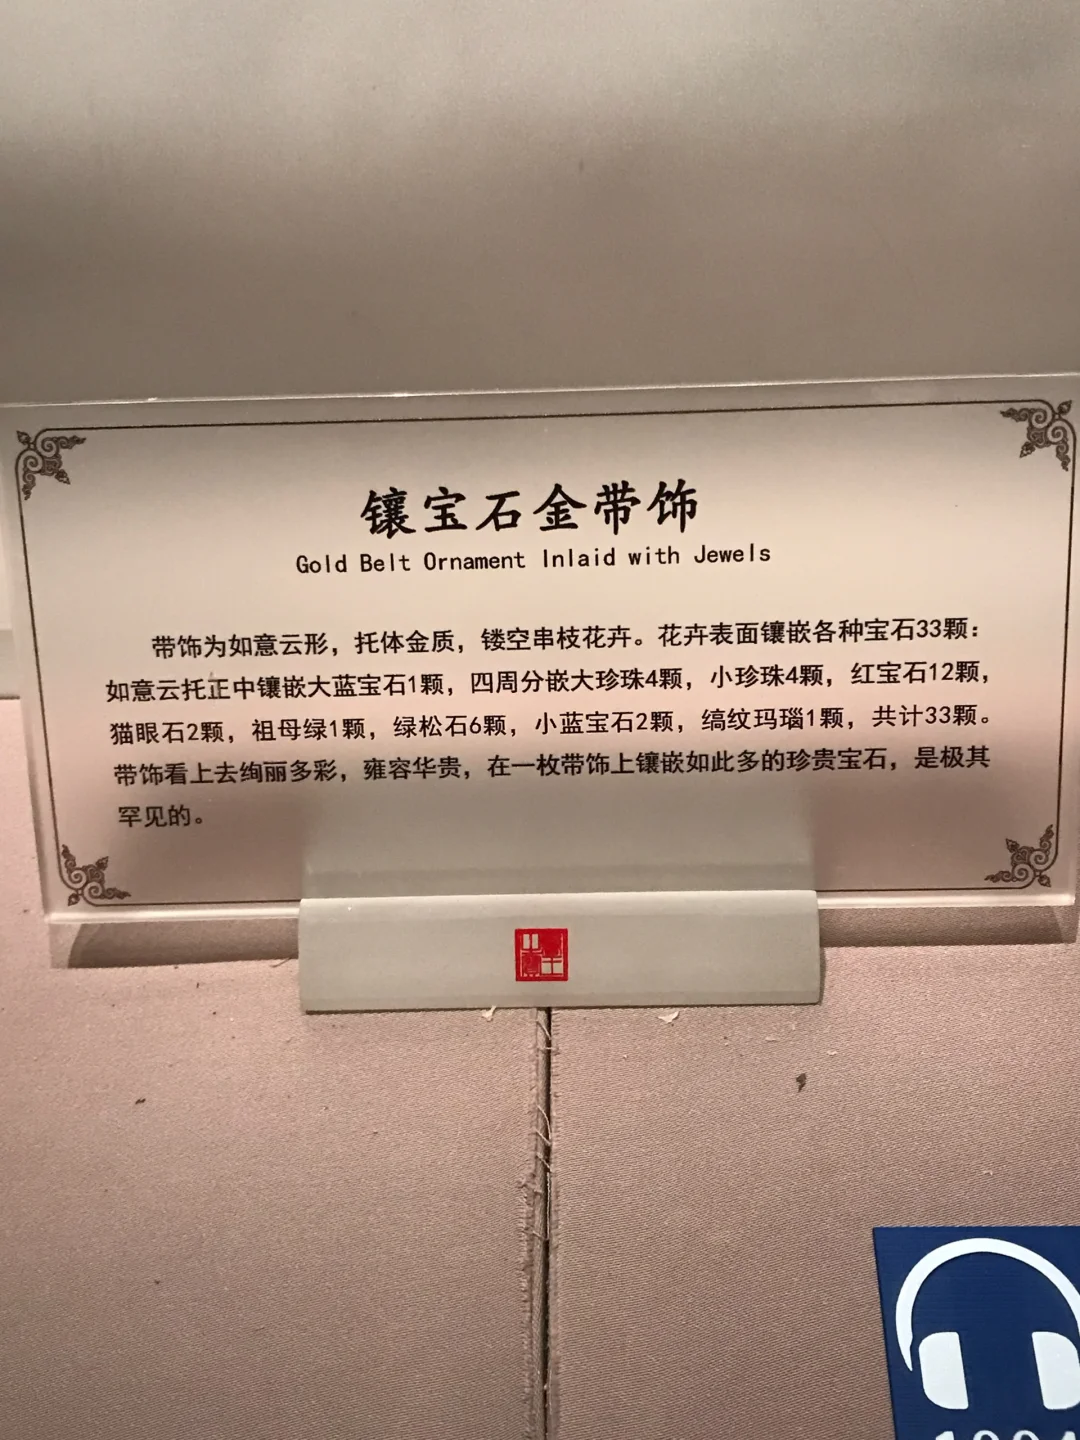 镶宝石金带饰
Gold Belt Ornament Inlaid with Jewels
带饰为如意云形，托体金质，镂空串枝花卉。花卉表面镶嵌各种宝石33颗：
如意云托正中镶嵌大蓝宝石1颗，四周分嵌大珍珠4颗，小珍珠4颗，红宝石12颗，
猫眼石2颗，祖母绿1颗，绿松石6颗，小蓝宝石2颗，缟纹玛瑙1颗，共计33颗。
带饰看上去绚丽多彩，雍容华贵，在一枚带饰上镶嵌如此多的珍贵宝石，是极其
罕见的。